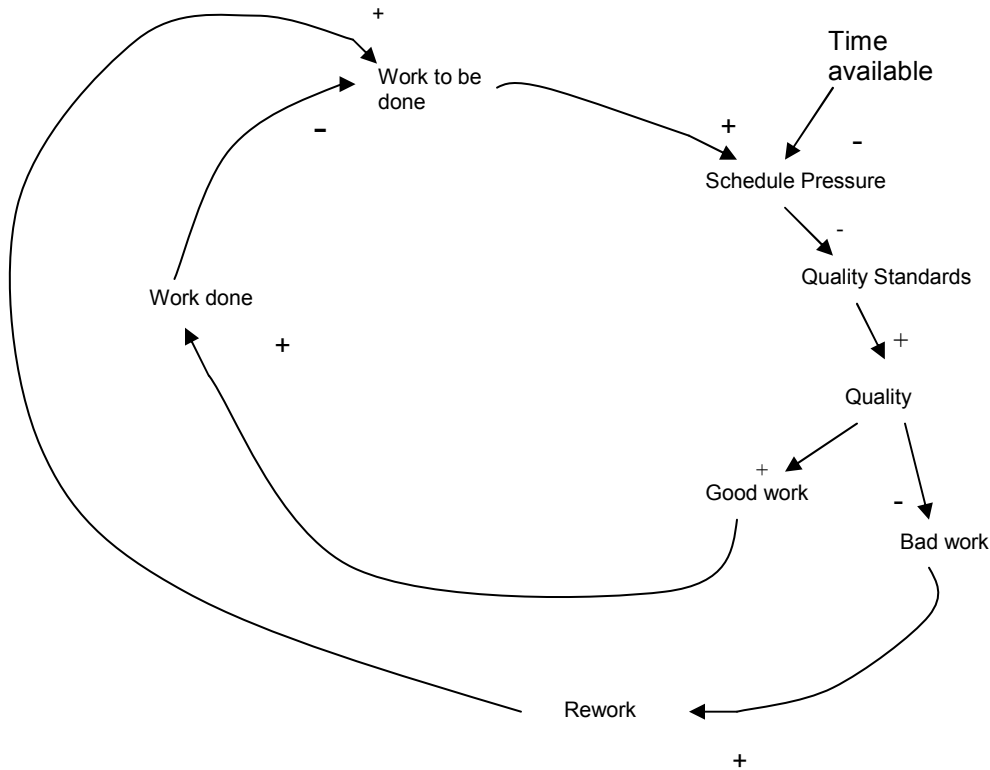 +
Work to be
done
Time
available
-
+
-
Schedule Pressure
-
Quality Standards
Work done
+
+
Quality
+
Good work
-
Bad work
Rework
+